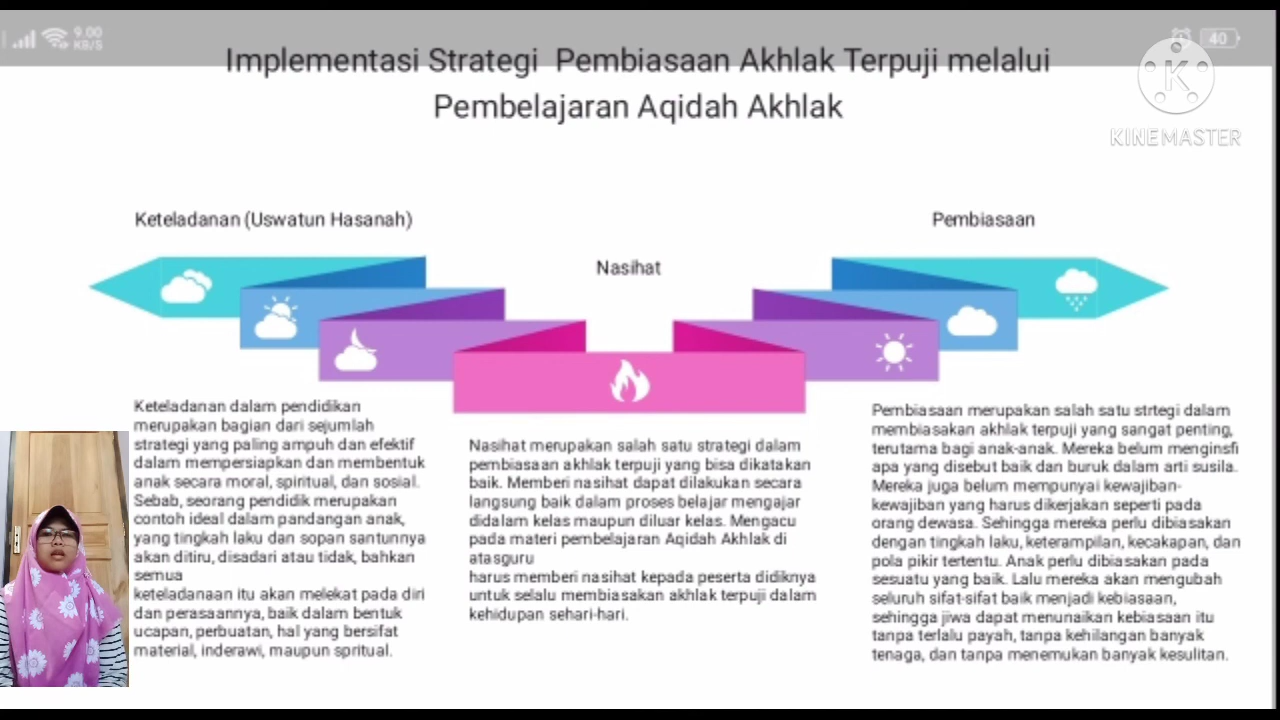 9.00
KB/S
40
Implementasi Strategi Pembiasaan Akhlak Terpuji melalui
Pembelajaran Aqidah Akhlak
K
KINEMASTER
Keteladanan (Uswatun Hasanah)
Nasihat
Pembiasaan
Keteladanan dalam pendidikan
merupakan bagian dari sejumlah
strategi yang paling ampuh dan efektif
dalam mempersiapkan dan membentuk
anak secara moral, spiritual, dan sosial.
Sebab, seorang pendidik merupakan
contoh ideal dalam pandangan anak,
yang tingkah laku dan sopan santunnya
akan ditiru, disadari atau tidak, bahkan
semua
keteladanaan itu akan melekat pada diri
dan perasaannya, baik dalam bentuk
ucapan, perbuatan, hal yang bersifat
material, inderawi, maupun spritual.
Nasihat merupakan salah satu strategi dalam
pembiasaan akhlak terpuji yang bisa dikatakan
baik. Memberi nasihat dapat dilakukan secara
langsung baik dalam proses belajar mengajar
didalam kelas maupun diluar kelas. Mengacu
pada materi pembelajaran Aqidah Akhlak di
atasguru
harus memberi nasihat kepada peserta didiknya
untuk selalu membiasakan akhlak terpuji dalam
kehidupan sehari-hari.
Pembiasaan merupakan salah satu strtegi dalam
membiasakan akhlak terpuji yang sangat penting,
terutama bagi anak-anak. Mereka belum menginsfi
apa yang disebut baik dan buruk dalam arti susila.
Mereka juga belum mempunyai kewajiban-
kewajiban yang harus dikerjakan seperti pada
orang dewasa. Sehingga mereka perlu dibiasakan
dengan tingkah laku, keterampilan, kecakapan, dan
pola pikir tertentu. Anak perlu dibiasakan pada
sesuatu yang baik. Lalu mereka akan mengubah
seluruh sifat-sifat baik menjadi kebiasaan,
sehingga jiwa dapat menunaikan kebiasaan itu
tanpa terlalu payah, tanpa kehilangan banyak
tenaga, dan tanpa menemukan banyak kesulitan.